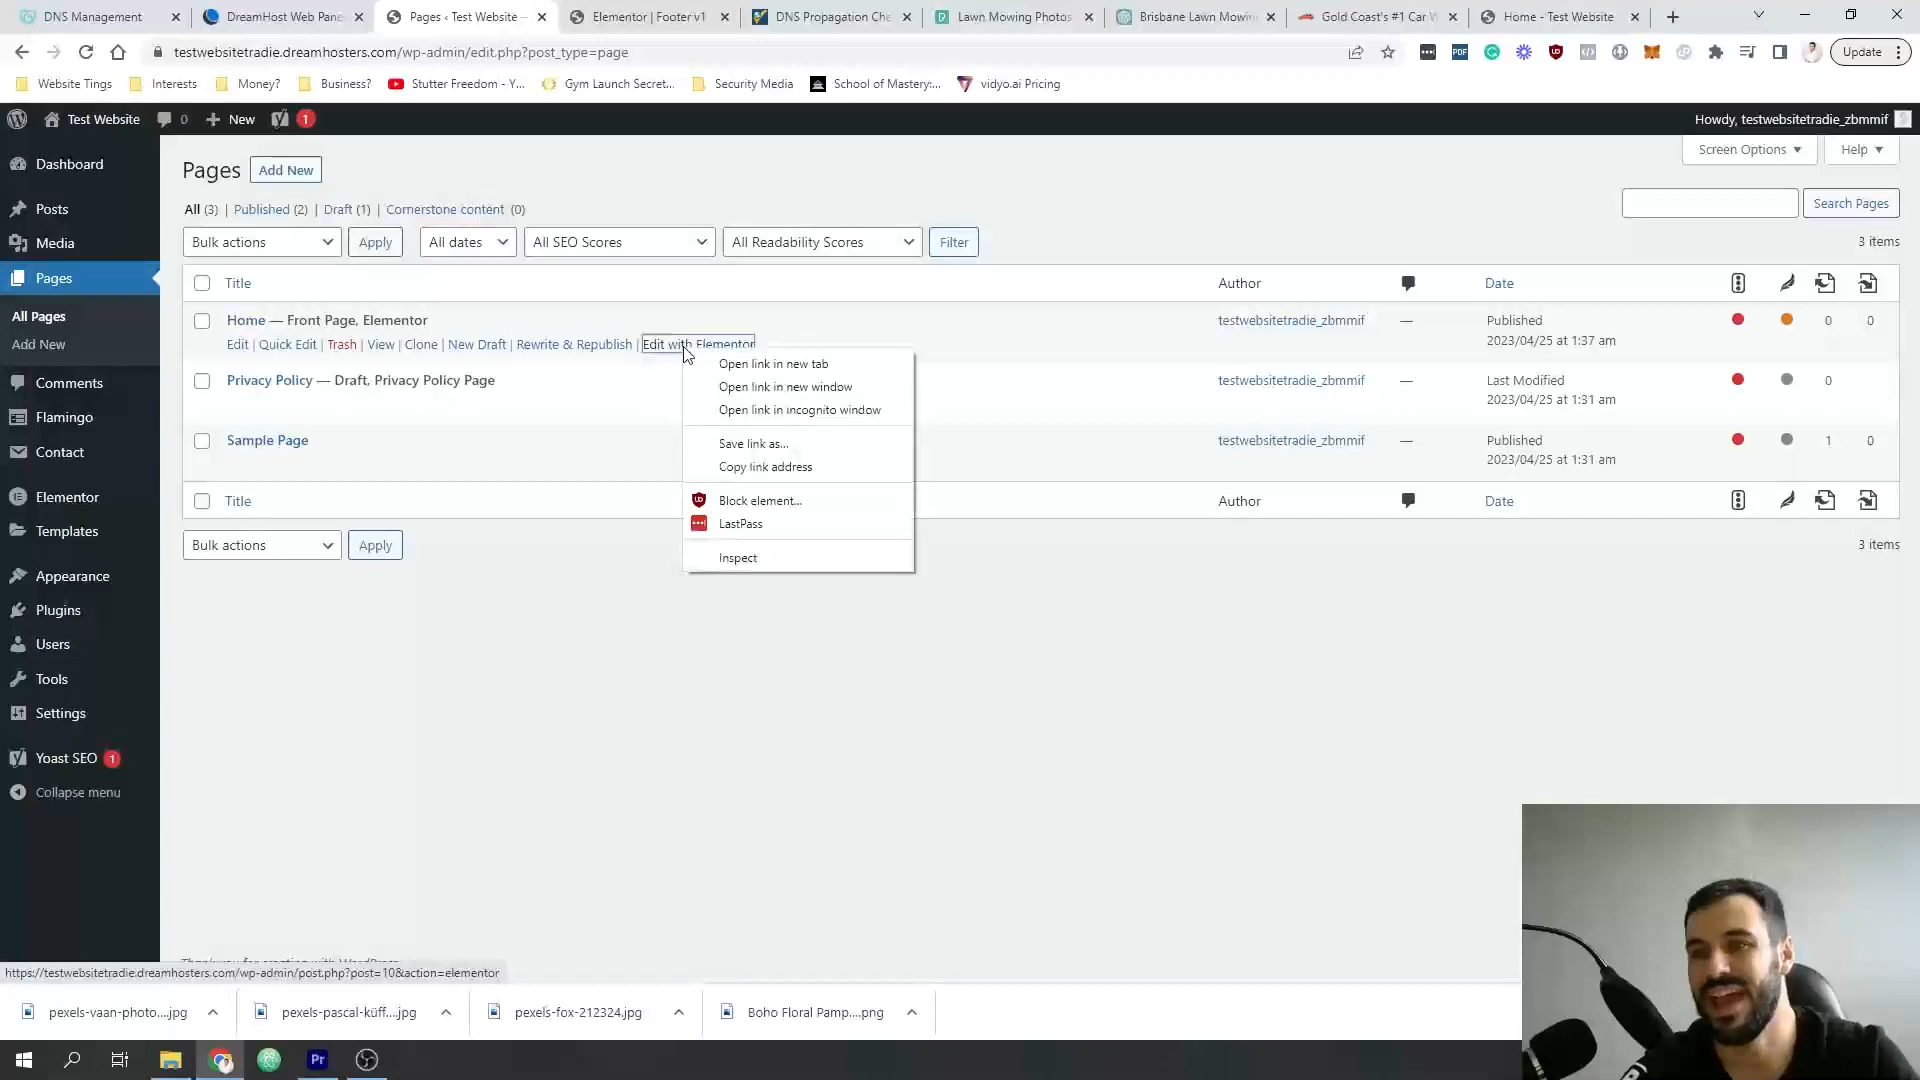 DNS Management
DreamHost Web Pane
Pages ‹ Test Website —
Elementor | Footer v1
DNS Propagation Che
Lawn Mowing Photos
Brisbane Lawn Mowin
Gold Coast's #1 Car W
Home - Test Website
testwebsitetradie.dreamhosters.com/wp-admin/edit.php?post_type=page
Update
Website Tings
Interests
Money?
Business?
Stutter Freedom - Y...
Gym Launch Secret...
Security Media
School of Mastery:...
vidyo.ai Pricing
Test Website
0
New
1
Howdy, testwebsitetradie_zbmmif
Dashboard
Posts
Media
Pages
All Pages
Add New
Comments
Flamingo
Contact
Elementor
Templates
Appearance
Plugins
Users
Tools
Settings
Yoast SEO 1
Collapse menu
Screen Options
Help
Pages
Add New
All (3) | Published (2) | Draft (1) | Cornerstone content (0)
Search Pages
Bulk actions
Apply
All dates
All SEO Scores
All Readability Scores
Filter
3 items
Title
Author
Date
Home — Front Page, Elementor
Edit | Quick Edit | Trash | View | Clone | New Draft | Rewrite & Republish | Edit with Elementor
testwebsitetradie_zbmmif
—
Published
2023/04/25 at 1:37 am
0
0
Privacy Policy — Draft, Privacy Policy Page
testwebsitetradie_zbmmif
—
Last Modified
2023/04/25 at 1:31 am
0
Sample Page
testwebsitetradie_zbmmif
—
Published
2023/04/25 at 1:31 am
1
0
Title
Author
Date
Bulk actions
Apply
3 items
Open link in new tab
Open link in new window
Open link in incognito window
Save link as...
Copy link address
Block element...
LastPass
Inspect
https://testwebsitetradie.dreamhosters.com/wp-admin/post.php?post=10&action=elementor
pexels-vaan-photo....jpg
pexels-pascal-küff....jpg
pexels-fox-212324.jpg
Boho Floral Pamp....png
Pr